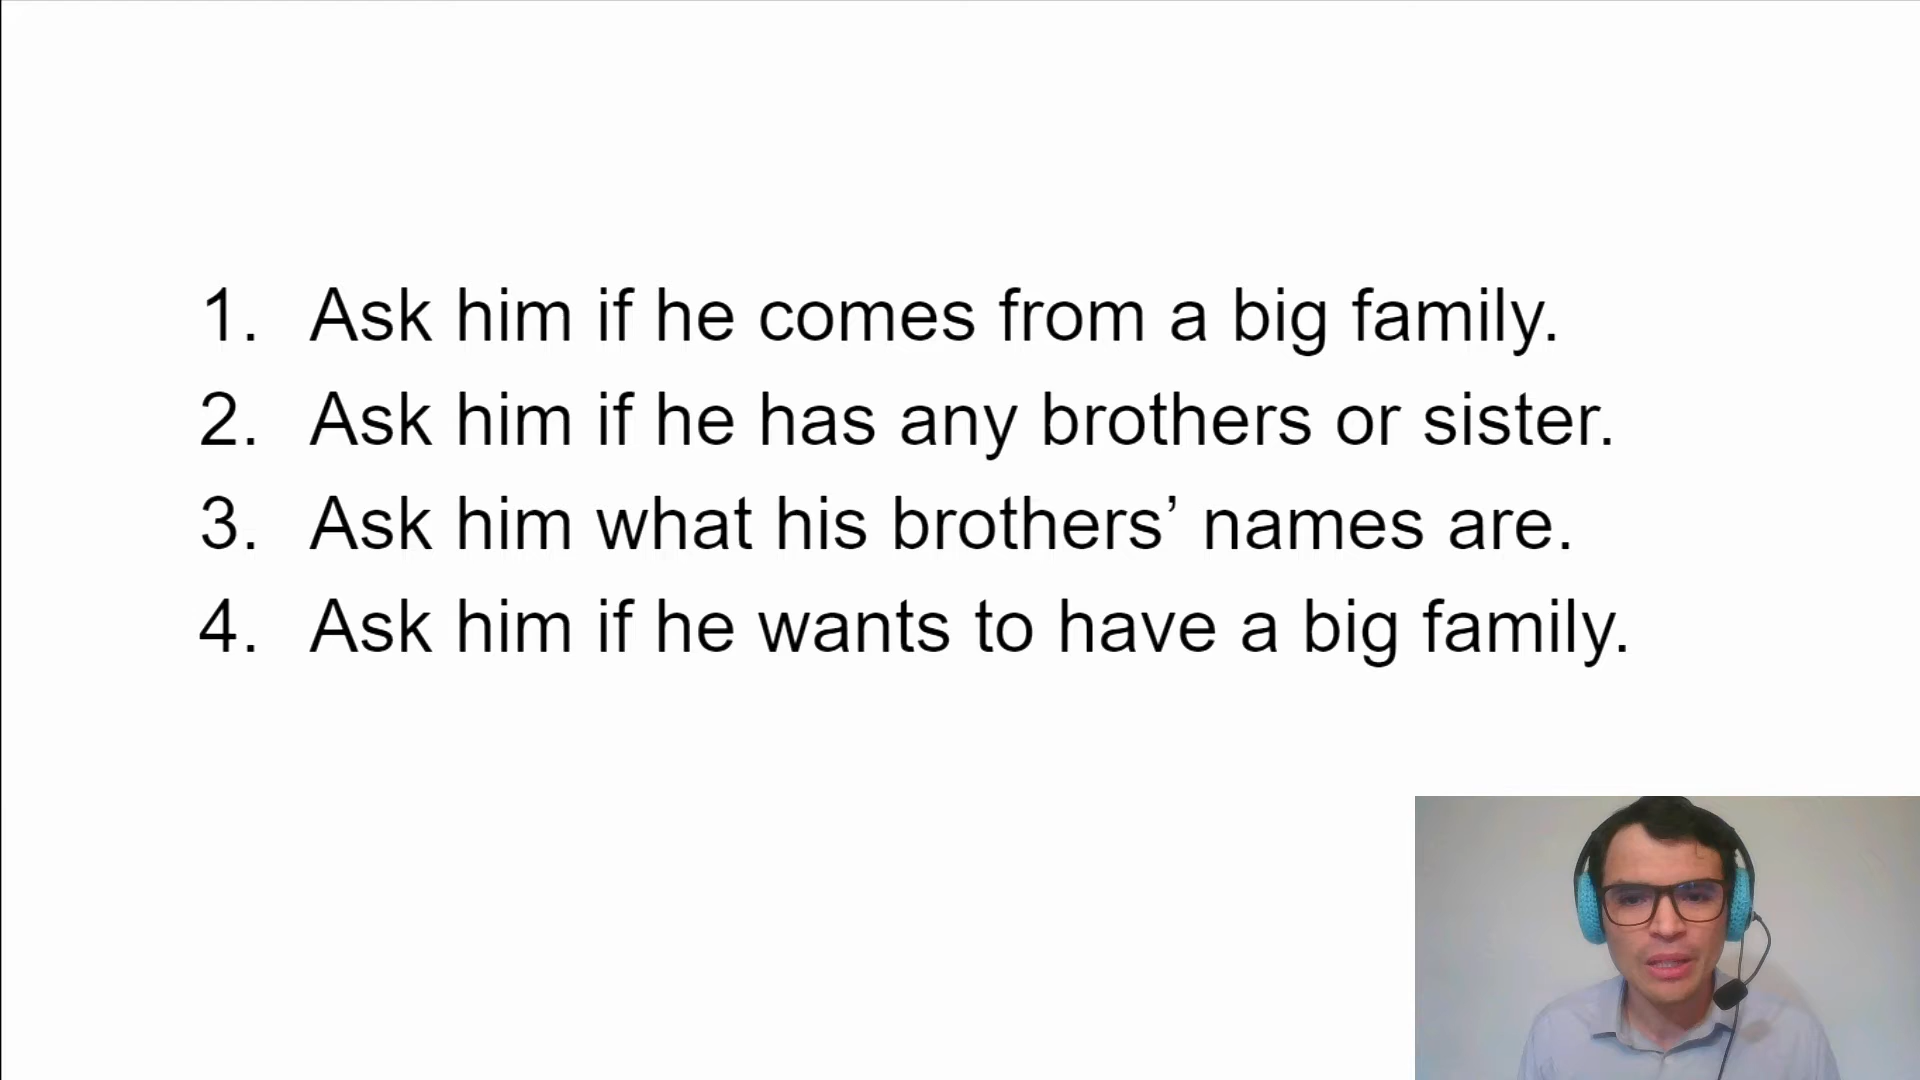 1. Ask him if he comes from a big family.
2. Ask him if he has any brothers or sister.
3. Ask him what his brothers’ names are.
4. Ask him if he wants to have a big family.